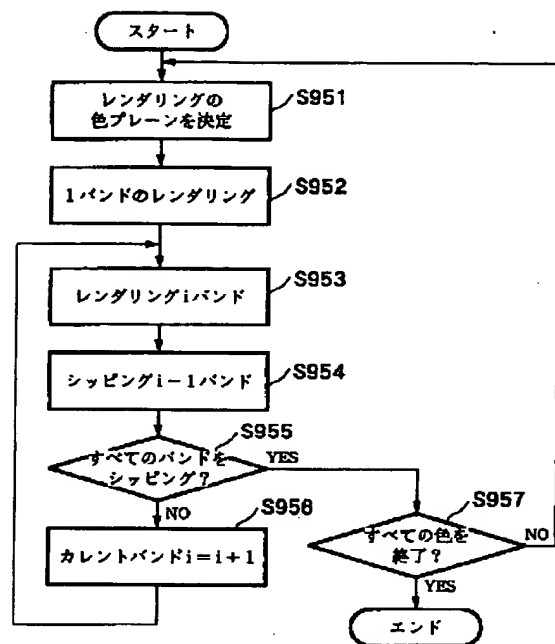 スタート
レンダリングの
色プレーンを決定
S951
1バンドのレンダリング
S952
レンダリングiバンド
S953
シッピングi－1バンド
S954
すべてのバンドを
シッピング？
S955
YES
NO
カレントバンドi＝i＋1
S956
すべての色を
終了？
S957
NO
YES
エンド